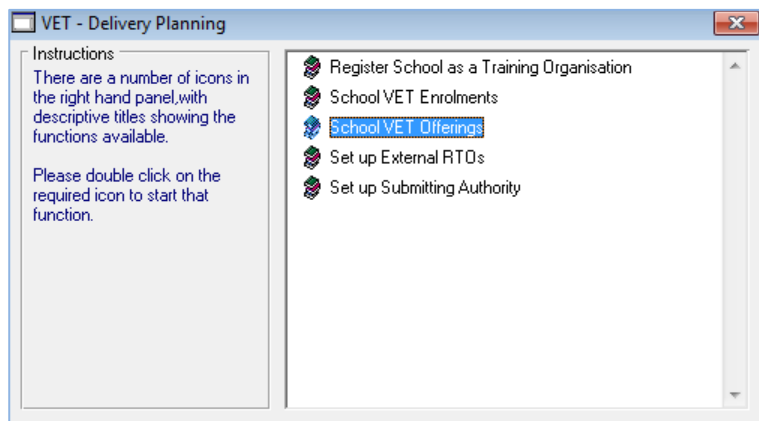 VET - Delivery Planning
Instructions
There are a number of icons in
the right hand panel,with
descriptive titles showing the
functions available.
Please double click on the
required icon to start that
function.
Register School as a Training Organisation
School VET Enrolments
School VET Offerings
Set up External RTOs
Set up Submitting Authority